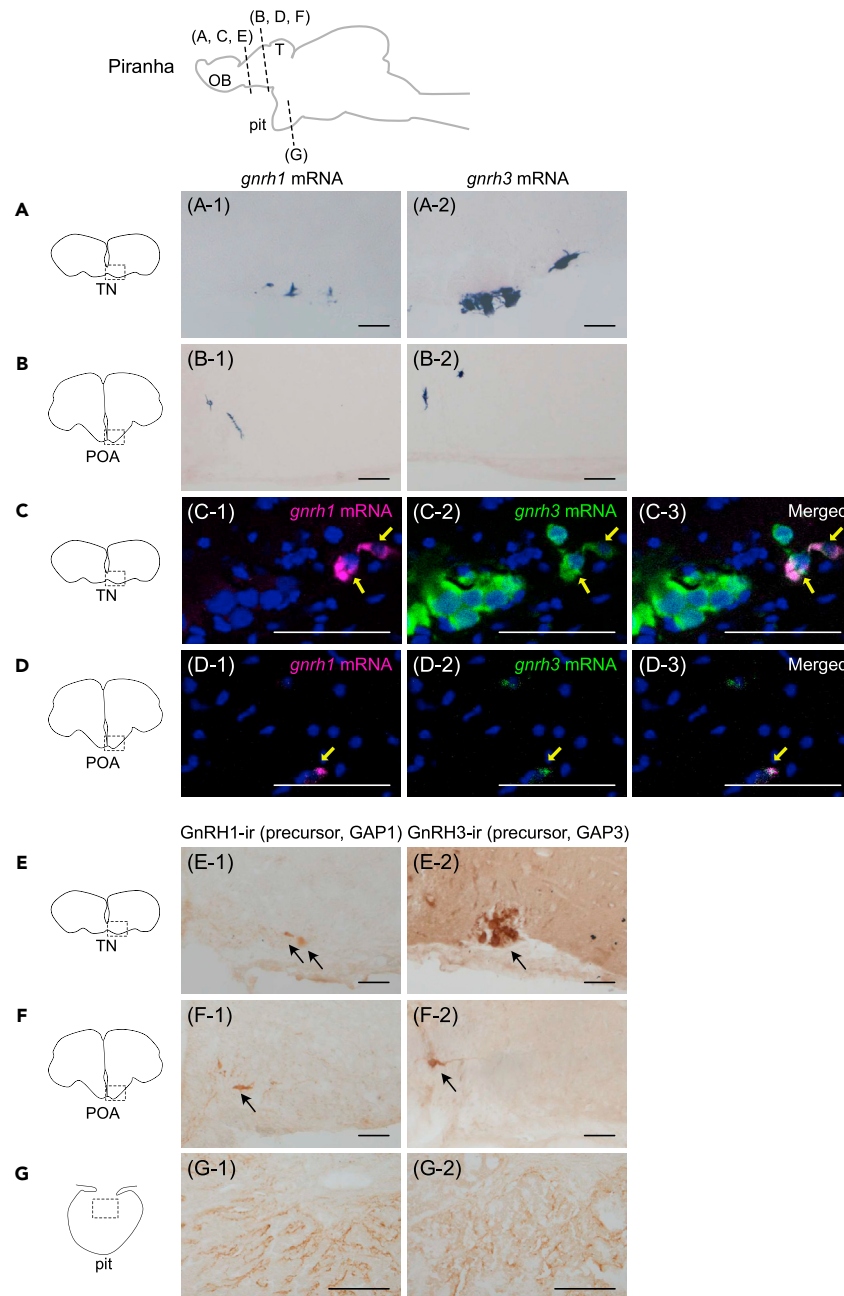 (B, D, F)
(A, C, E)
T
Piranha
OB
pit
(G)
gnrh1 mRNA
gnrh3 mRNA
A
(A-1)
(A-2)
TN
B
(B-1)
(B-2)
POA
C
(C-1)
gnrh1 mRNA
(C-2)
gnrh3 mRNA
(C-3)
Merged
TN
D
(D-1)
gnrh1 mRNA
(D-2)
gnrh3 mRNA
(D-3)
Merged
POA
GnRH1-ir (precursor, GAP1)
GnRH3-ir (precursor, GAP3)
E
(E-1)
(E-2)
TN
F
(F-1)
(F-2)
POA
G
(G-1)
(G-2)
pit